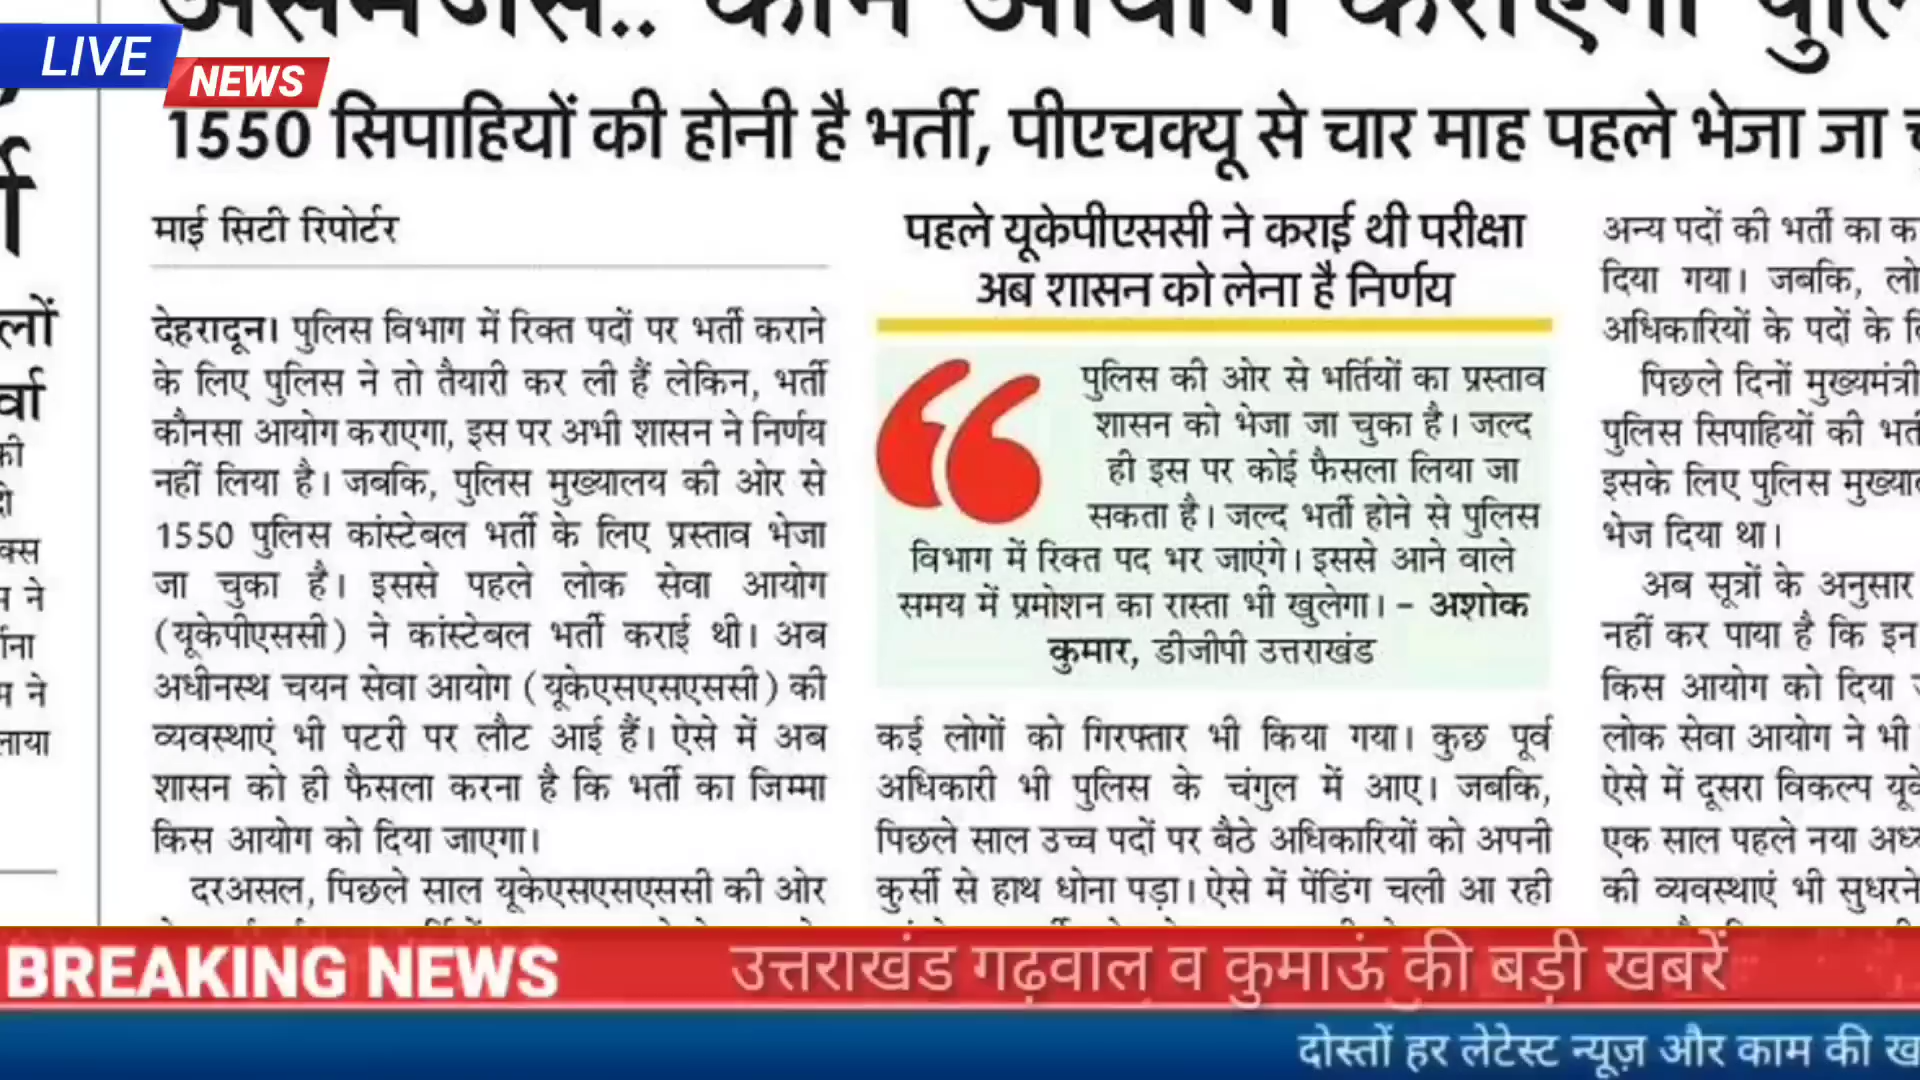 असमंजस.. कौन आयोग कराएगा
LIVE
NEWS
1550 सिपाहियों की होनी है भर्ती, पीएचक्यू से चार माह पहले भेजा जा
माई सिटी रिपोर्टर
देहरादून। पुलिस विभाग में रिक्त पदों पर भर्ती कराने
के लिए पुलिस ने तो तैयारी कर ली हैं लेकिन, भर्ती
कौनसा आयोग कराएगा, इस पर अभी शासन ने निर्णय
नहीं लिया है। जबकि, पुलिस मुख्यालय की ओर से
1550 पुलिस कांस्टेबल भर्ती के लिए प्रस्ताव भेजा
जा चुका है। इससे पहले लोक सेवा आयोग
(यूकेपीएससी) ने कांस्टेबल भर्ती कराई थी। अब
अधीनस्थ चयन सेवा आयोग (यूकेएसएसएससी) की
व्यवस्थाएं भी पटरी पर लौट आई हैं। ऐसे में अब
शासन को ही फैसला करना है कि भर्ती का जिम्मा
किस आयोग को दिया जाएगा।
दरअसल, पिछले साल यूकेएसएसएससी की ओर
पहले यूकेपीएससी ने कराई थी परीक्षा
अब शासन को लेना है निर्णय
पुलिस की ओर से भर्तियों का प्रस्ताव
शासन को भेजा जा चुका है। जल्द
ही इस पर कोई फैसला लिया जा
सकता है। जल्द भर्ती होने से पुलिस
विभाग में रिक्त पद भर जाएंगे। इससे आने वाले
समय में प्रमोशन का रास्ता भी खुलेगा। – अशोक
कुमार, डीजीपी उत्तराखंड
कई लोगों को गिरफ्तार भी किया गया। कुछ पूर्व
अधिकारी भी पुलिस के चंगुल में आए। जबकि,
पिछले साल उच्च पदों पर बैठे अधिकारियों को अपनी
कुर्सी से हाथ धोना पड़ा। ऐसे में पेंडिंग चली आ रही
अन्य पदों की भर्ती का
दिया गया। जबकि,
अधिकारियों के पदों के
पिछले दिनों मुख्यमंत्री
पुलिस सिपाहियों की
इसके लिए पुलिस
भेज दिया था।
अब सूत्रों के अनुसार
नहीं कर पाया है कि इन
किस आयोग को दिया
लोक सेवा आयोग ने भी
ऐसे में दूसरा विकल्प
एक साल पहले नया
की व्यवस्थाएं भी
BREAKING NEWS
उत्तराखंड गढ़वाल व कुमाऊं की बड़ी खबरें
दोस्तों हर लेटेस्ट न्यूज़ और काम की